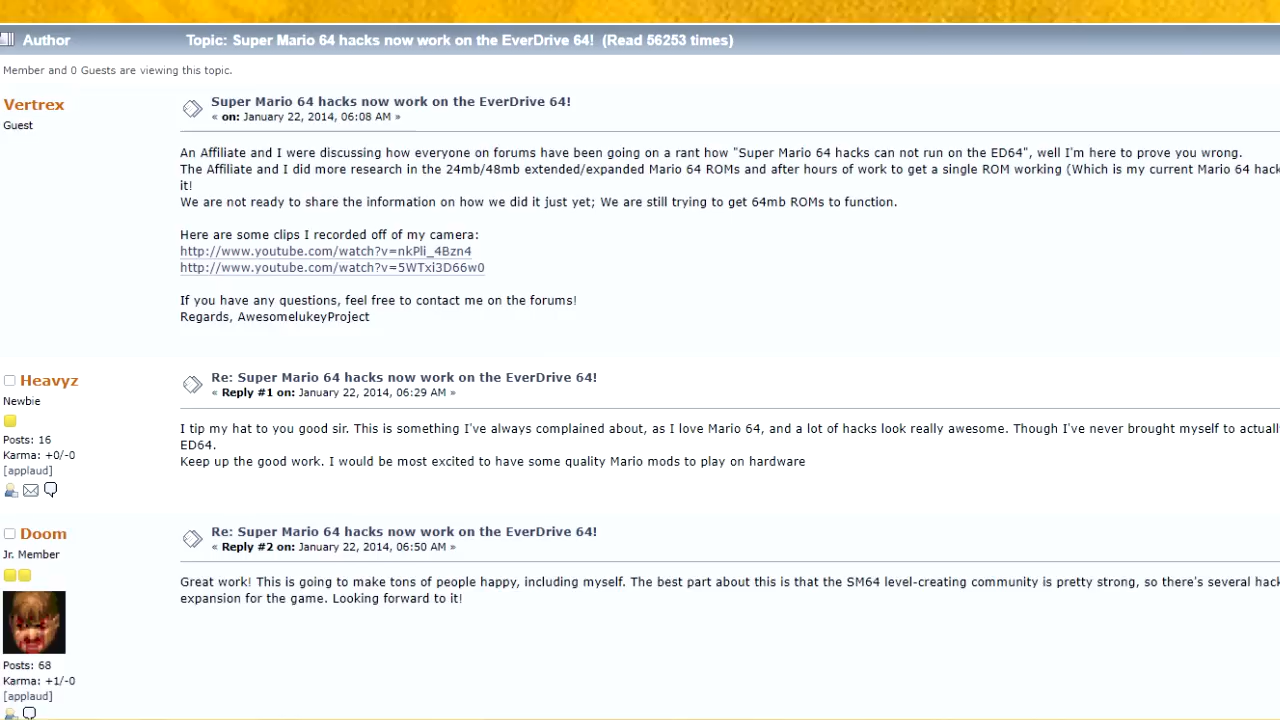 Author Topic: Super Mario 64 hacks now work on the EverDrive 64! (Read 56253 times)
Member and 0 Guests are viewing this topic.
Vertrex
Guest
Super Mario 64 hacks now work on the EverDrive 64!
« on: January 22, 2014, 06:08 AM »
An Affiliate and I were discussing how everyone on forums have been going on a rant how "Super Mario 64 hacks can not run on the ED64", well I'm here to prove you wrong.
The Affiliate and I did more research in the 24mb/48mb extended/expanded Mario 64 ROMs and after hours of work to get a single ROM working (Which is my current Mario 64 hack
it!
We are not ready to share the information on how we did it just yet; We are still trying to get 64mb ROMs to function.
Here are some clips I recorded off of my camera:
http://www.youtube.com/watch?v=nkPli_4Bzn4
http://www.youtube.com/watch?v=5WTxi3D66w0
If you have any questions, feel free to contact me on the forums!
Regards, AwesomelukeyProject
Heavyz
Newbie
Posts: 16
Karma: +0/-0
[applaud]
Re: Super Mario 64 hacks now work on the EverDrive 64!
« Reply #1 on: January 22, 2014, 06:29 AM »
I tip my hat to you good sir. This is something I've always complained about, as I love Mario 64, and a lot of hacks look really awesome. Though I've never brought myself to actually
ED64.
Keep up the good work. I would be most excited to have some quality Mario mods to play on hardware
Doom
Jr. Member
Posts: 68
Karma: +1/-0
[applaud]
Re: Super Mario 64 hacks now work on the EverDrive 64!
« Reply #2 on: January 22, 2014, 06:50 AM »
Great work! This is going to make tons of people happy, including myself. The best part about this is that the SM64 level-creating community is pretty strong, so there's several hac
expansion for the game. Looking forward to it!